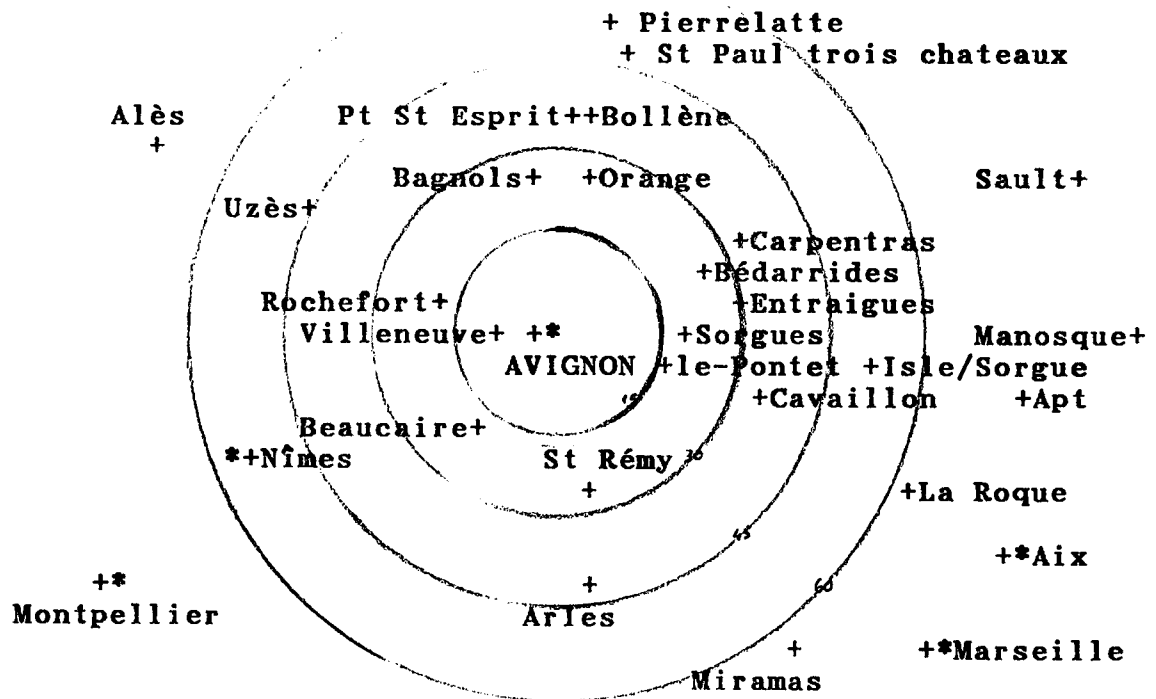 + Pierrelatte
+ St Paul trois chateaux
Alès
+
Pt St Esprit++Bollène
Bagnols+ +Orange Sault+
Uzès+
+Carpentras
+Bédarrides
Rochefort+ +Entraigues
Villeneuve+ +* +Sorgues Manosque+
AVIGNON +le-Pontet +Isle/Sorgue
15 +Cavaillon +Apt
Beaucaire+
*+Nîmes St Rémy 30
+ +La Roque
45
+*Aix
+* + 60
Montpellier Arles
+ +*Marseille
Miramas